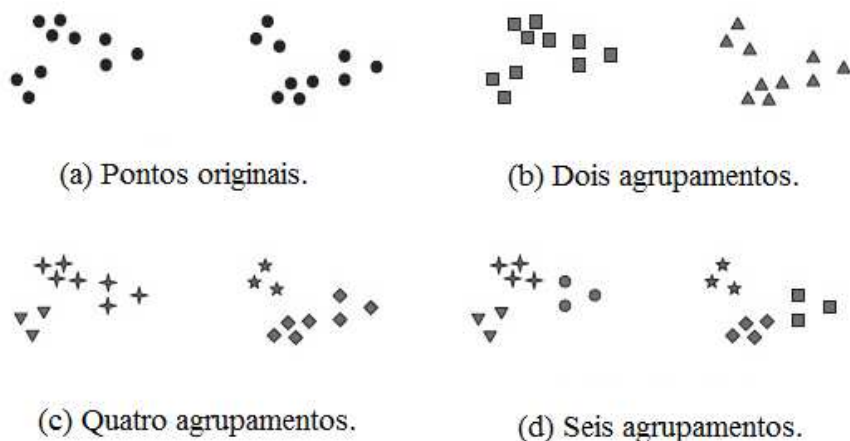 (a) Pontos originais.
(b) Dois agrupamentos.
(c) Quatro agrupamentos.
(d) Seis agrupamentos.